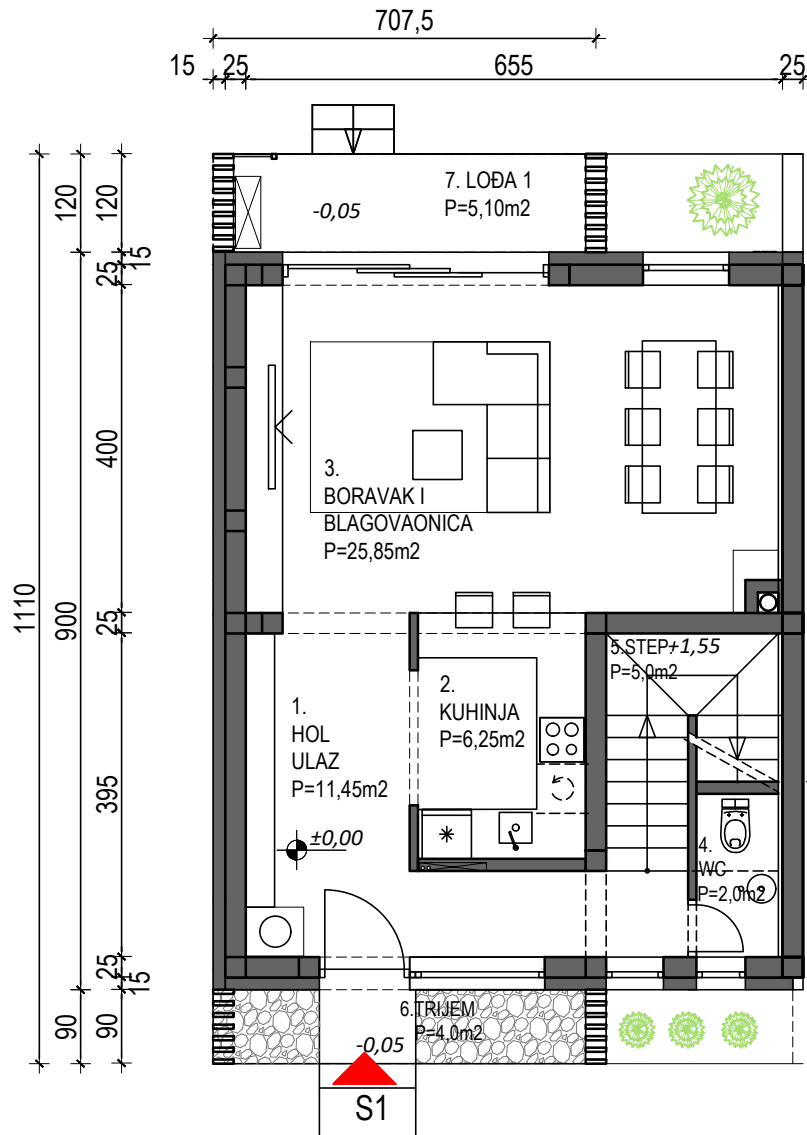 707,5
15
25
655
25
120
120
15
25
7. LOĐA 1
P=5,10m2
-0,05
400
3.
BORAVAK I
BLAGOVAONICA
P=25,85m2
1110
900
25
5.STEP+1,55
P=5,0m2
2.
KUHINJA
P=6,25m2
1.
HOL
ULAZ
P=11,45m2
395
±0,00
4.
WC
P=2,0m2
25
15
90
90
6.TRIJEM
P=4,0m2
-0,05
S1